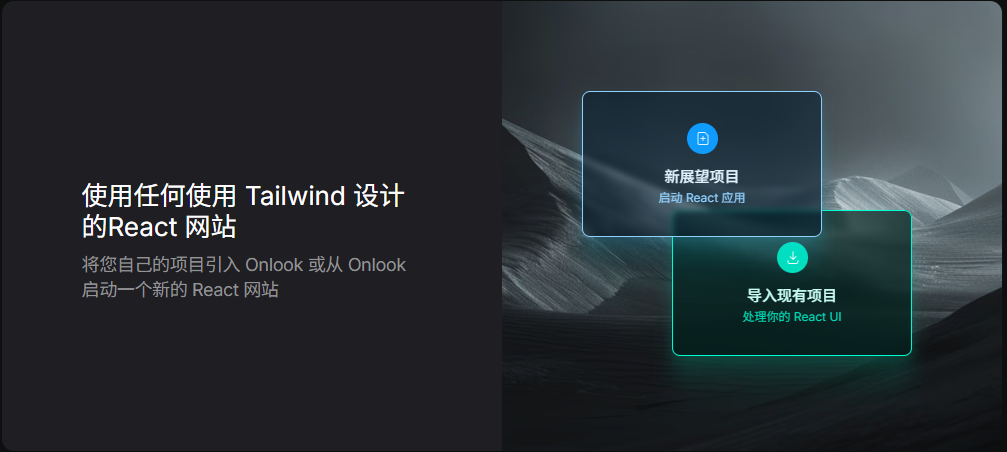 使用任何使用 Tailwind 设计
的React 网站
将您自己的项目引入 Onlook 或从 Onlook
启动一个新的 React 网站
新展望项目
启动 React 应用
导入现有项目
处理你的 React UI